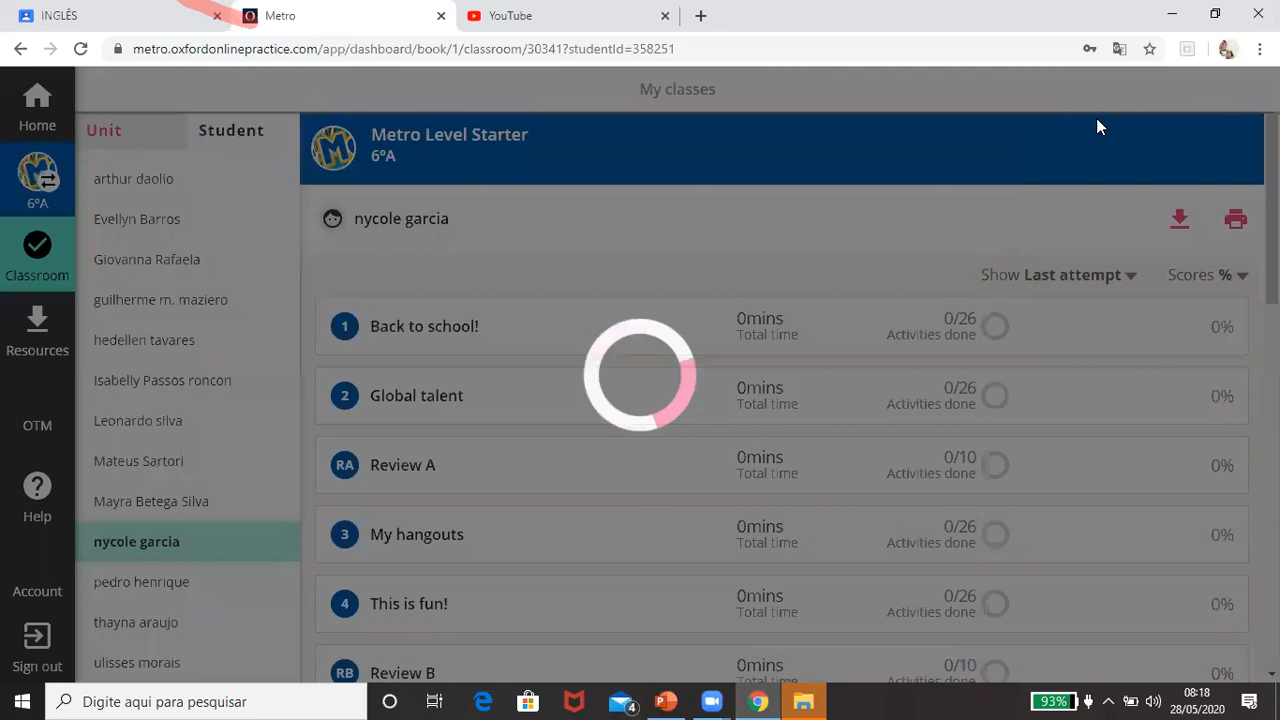 INGLÊS
Metro
YouTube
metro.oxfordonlinepractice.com/app/dashboard/book/1/classroom/30341?studentId=358251
My classes
Home
6ºA
Classroom
Resources
OTM
Help
Account
Sign out
Unit Student
arthur daolio
Evellyn Barros
Giovanna Rafaela
guilherme m. maziero
hedellen tavares
Isabelly Passos roncon
Leonardo silva
Mateus Sartori
Mayra Betega Silva
nycole garcia
pedro henrique
thayna araujo
ulisses morais
Metro Level Starter
6ºA
nycole garcia
Show Last attempt Scores %
1 Back to school! 0mins Total time 0/26 Activities done 0%
2 Global talent 0mins Total time 0/26 Activities done 0%
RA Review A 0mins Total time 0/10 Activities done 0%
3 My hangouts 0mins Total time 0/26 Activities done 0%
4 This is fun! 0mins Total time 0/26 Activities done 0%
RB Review B 0mins Total time 0/10 Activities done 0%
Digite aqui para pesquisar
4
93%
08:18
28/05/2020